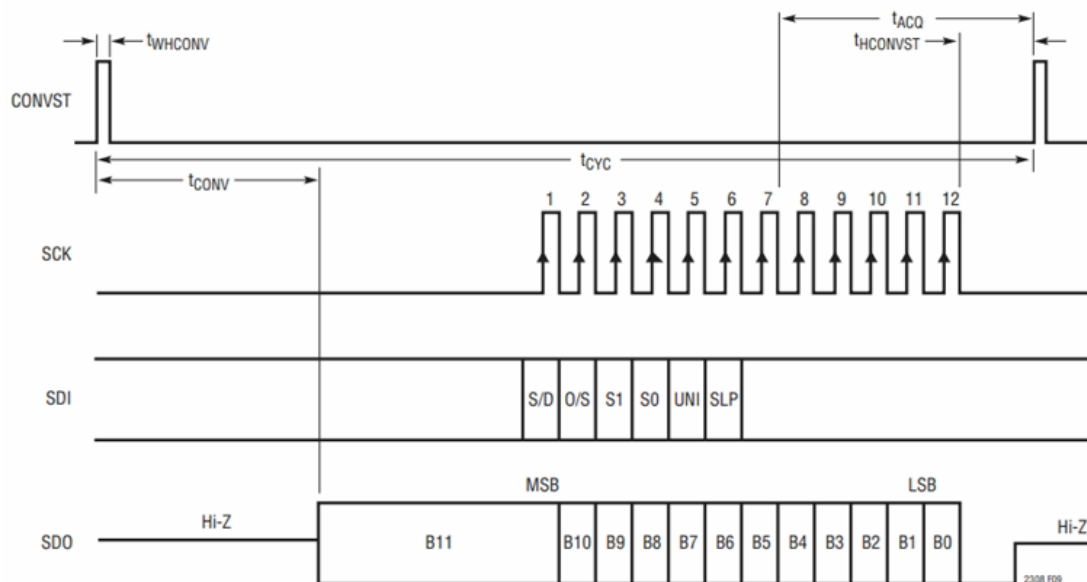 tACQ
tWHCONV
tHCONVST
CONVST
tCYC
tCONV
1 2 3 4 5 6 7 8 9 10 11 12
SCK
SDI
S/D O/S S1 S0 UNI SLP
MSB LSB
Hi-Z Hi-Z
SDO
B11 B10 B9 B8 B7 B6 B5 B4 B3 B2 B1 B0
2308 F09